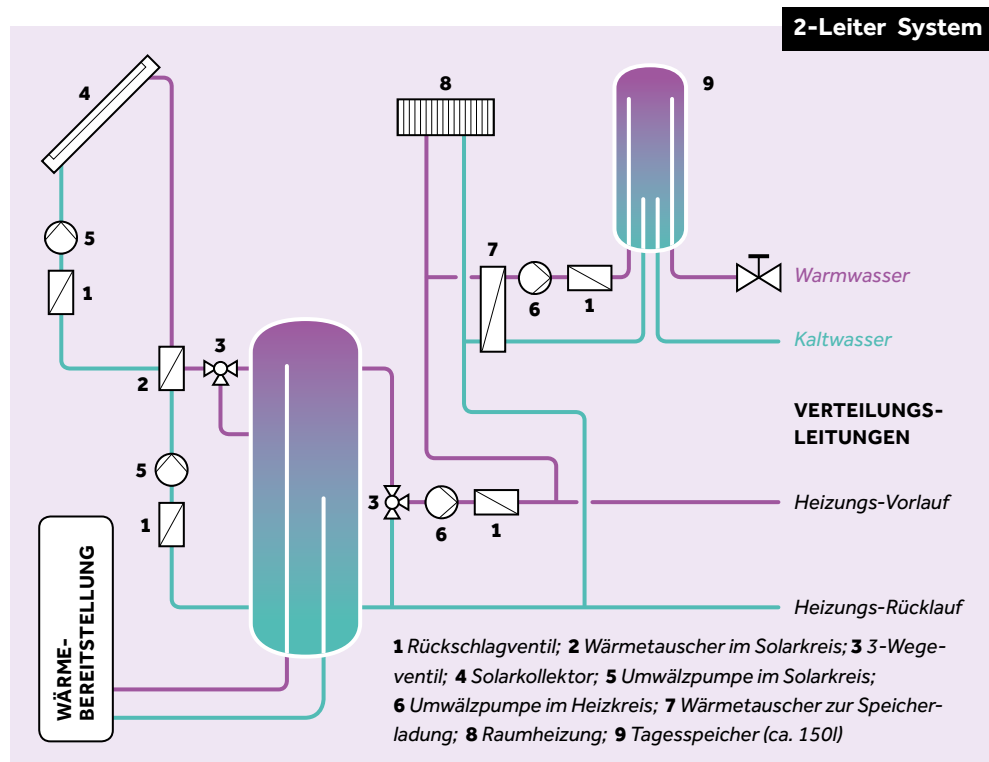 2-Leiter System
4
8
9
5
7
1
6
1
Warmwasser
3
Kaltwasser
2
VERTEILUNGS-
LEITUNGEN
5
3
Heizungs-Vorlauf
1
6
1
WÄRME-
BEREITSTELLUNG
Heizungs-Rücklauf
1 Rückschlagventil; 2 Wärmetauscher im Solarkreis; 3 3-Wege-
ventil; 4 Solarkollektor; 5 Umwälzpumpe im Solarkreis;
6 Umwälzpumpe im Heizkreis; 7 Wärmetauscher zur Speicher-
ladung; 8 Raumheizung; 9 Tagesspeicher (ca. 150l)